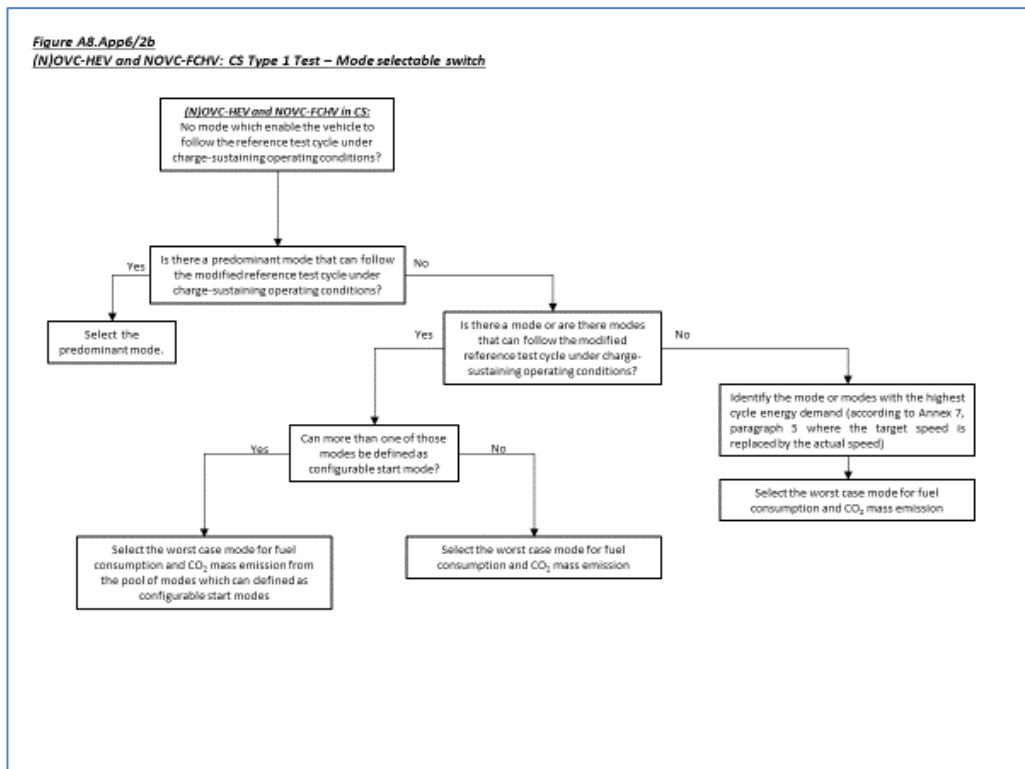 Figure A8.App6/2b
(N)OVC-HEV and NOVC-FCHV: CS Type 1 Test – Mode selectable switch
(N)OVC-HEV and NOVC-FCHV in CS:
No mode which enable the vehicle to
follow the reference test cycle under
charge-sustaining operating conditions?
Is there a predominant mode that can follow
the modified reference test cycle under
charge-sustaining operating conditions?
Yes
No
Select the
predominant mode.
Is there a mode or are there modes
that can follow the modified
reference test cycle under charge-
sustaining operating conditions?
Yes
No
Identify the mode or modes with the highest
cycle energy demand (according to Annex 7,
paragraph 5 where the target speed is
replaced by the actual speed)
Can more than one of those
modes be defined as
configurable start mode?
Yes
No
Select the worst case mode for fuel
consumption and CO₂ mass emission
Select the worst case mode for fuel
consumption and CO₂ mass emission from
the pool of modes which can defined as
configurable start modes
Select the worst case mode for fuel
consumption and CO₂ mass emission